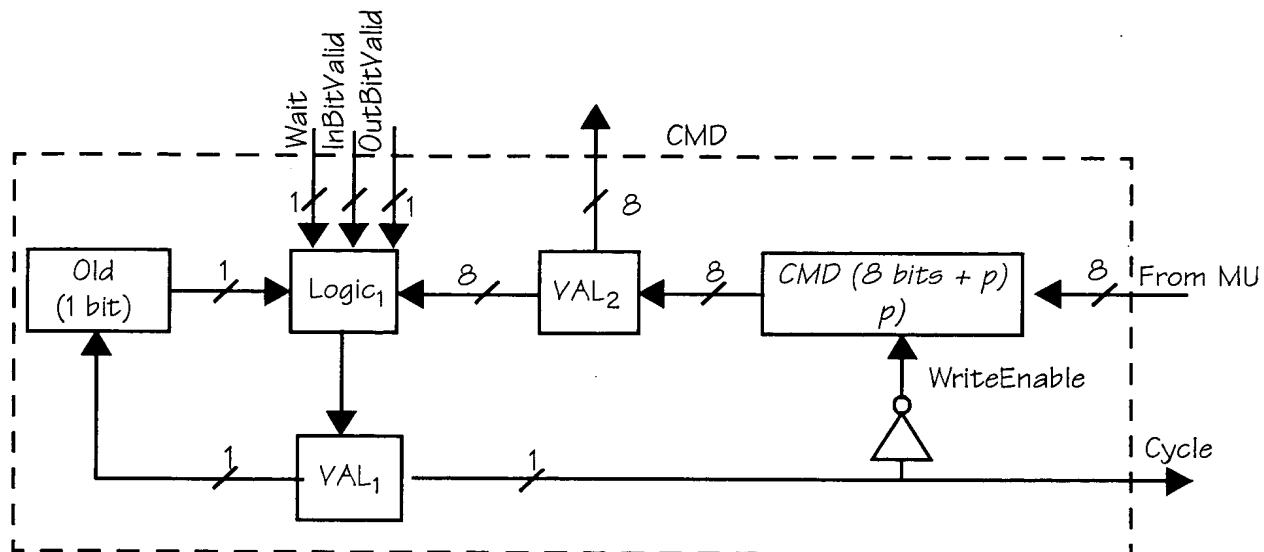 Wait
InBitValid
OutBitValid
CMD
1
1
8
Old
(1 bit)
1
Logic₁
8
VAL₂
8
CMD (8 bits + p)
p)
8
From MU
WriteEnable
1
VAL₁
1
Cycle